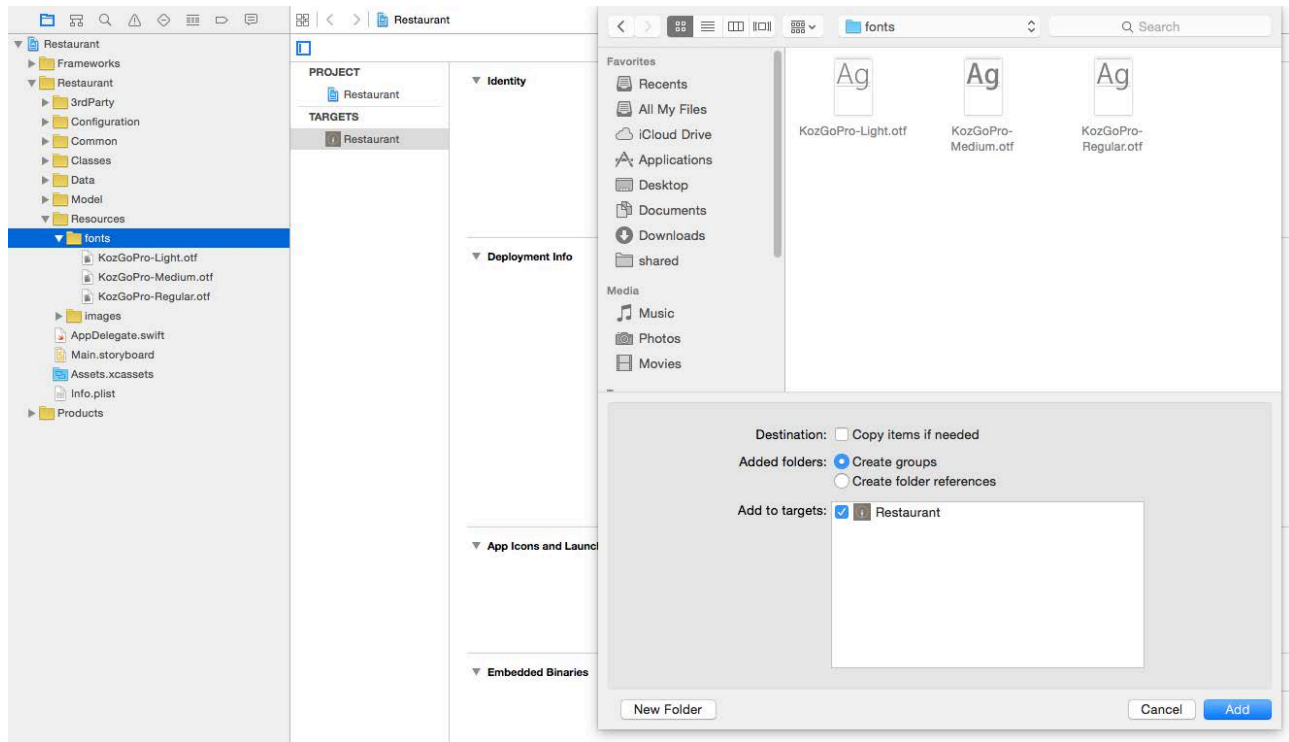 Restaurant
Frameworks
Restaurant
3rdParty
Configuration
Common
Classes
Data
Model
Resources
fonts
KozGoPro-Light.otf
KozGoPro-Medium.otf
KozGoPro-Regular.otf
images
AppDelegate.swift
Main.storyboard
Assets.xcassets
Info.plist
Products
Restaurant
PROJECT
Restaurant
TARGETS
Restaurant
Identity
Deployment Info
App Icons and Launc
Embedded Binaries
fonts
Search
Favorites
Recents
All My Files
iCloud Drive
Applications
Desktop
Documents
Downloads
shared
Media
Music
Photos
Movies
Ag
Ag
Ag
KozGoPro-Light.otf
KozGoPro-
Medium.otf
KozGoPro-
Regular.otf
Destination: Copy items if needed
Added folders: Create groups
Create folder references
Add to targets: Restaurant
New Folder
Cancel
Add